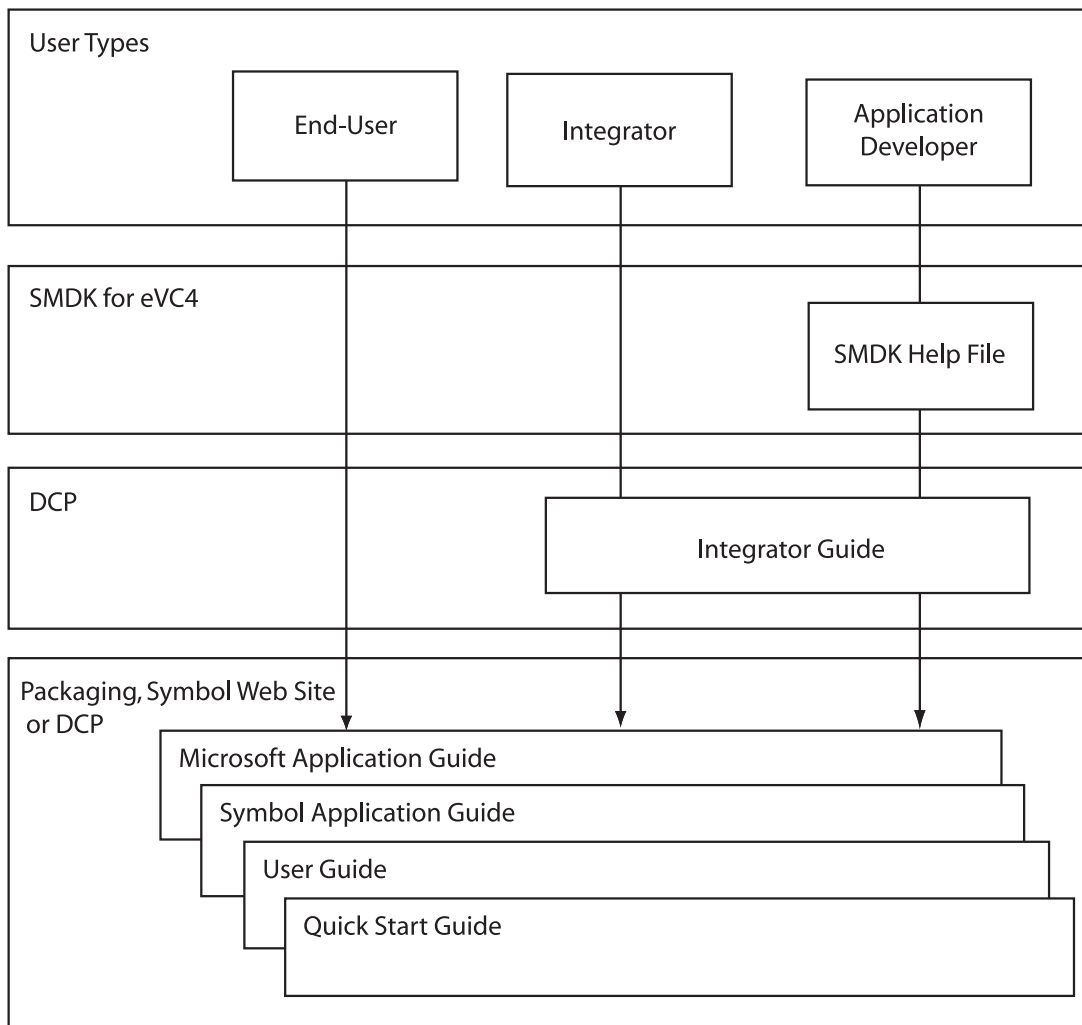 User Types
End-User
Integrator
Application
Developer
SMDK for eVC4
SMDK Help File
DCP
Integrator Guide
Packaging, Symbol Web Site
or DCP
Microsoft Application Guide
Symbol Application Guide
User Guide
Quick Start Guide